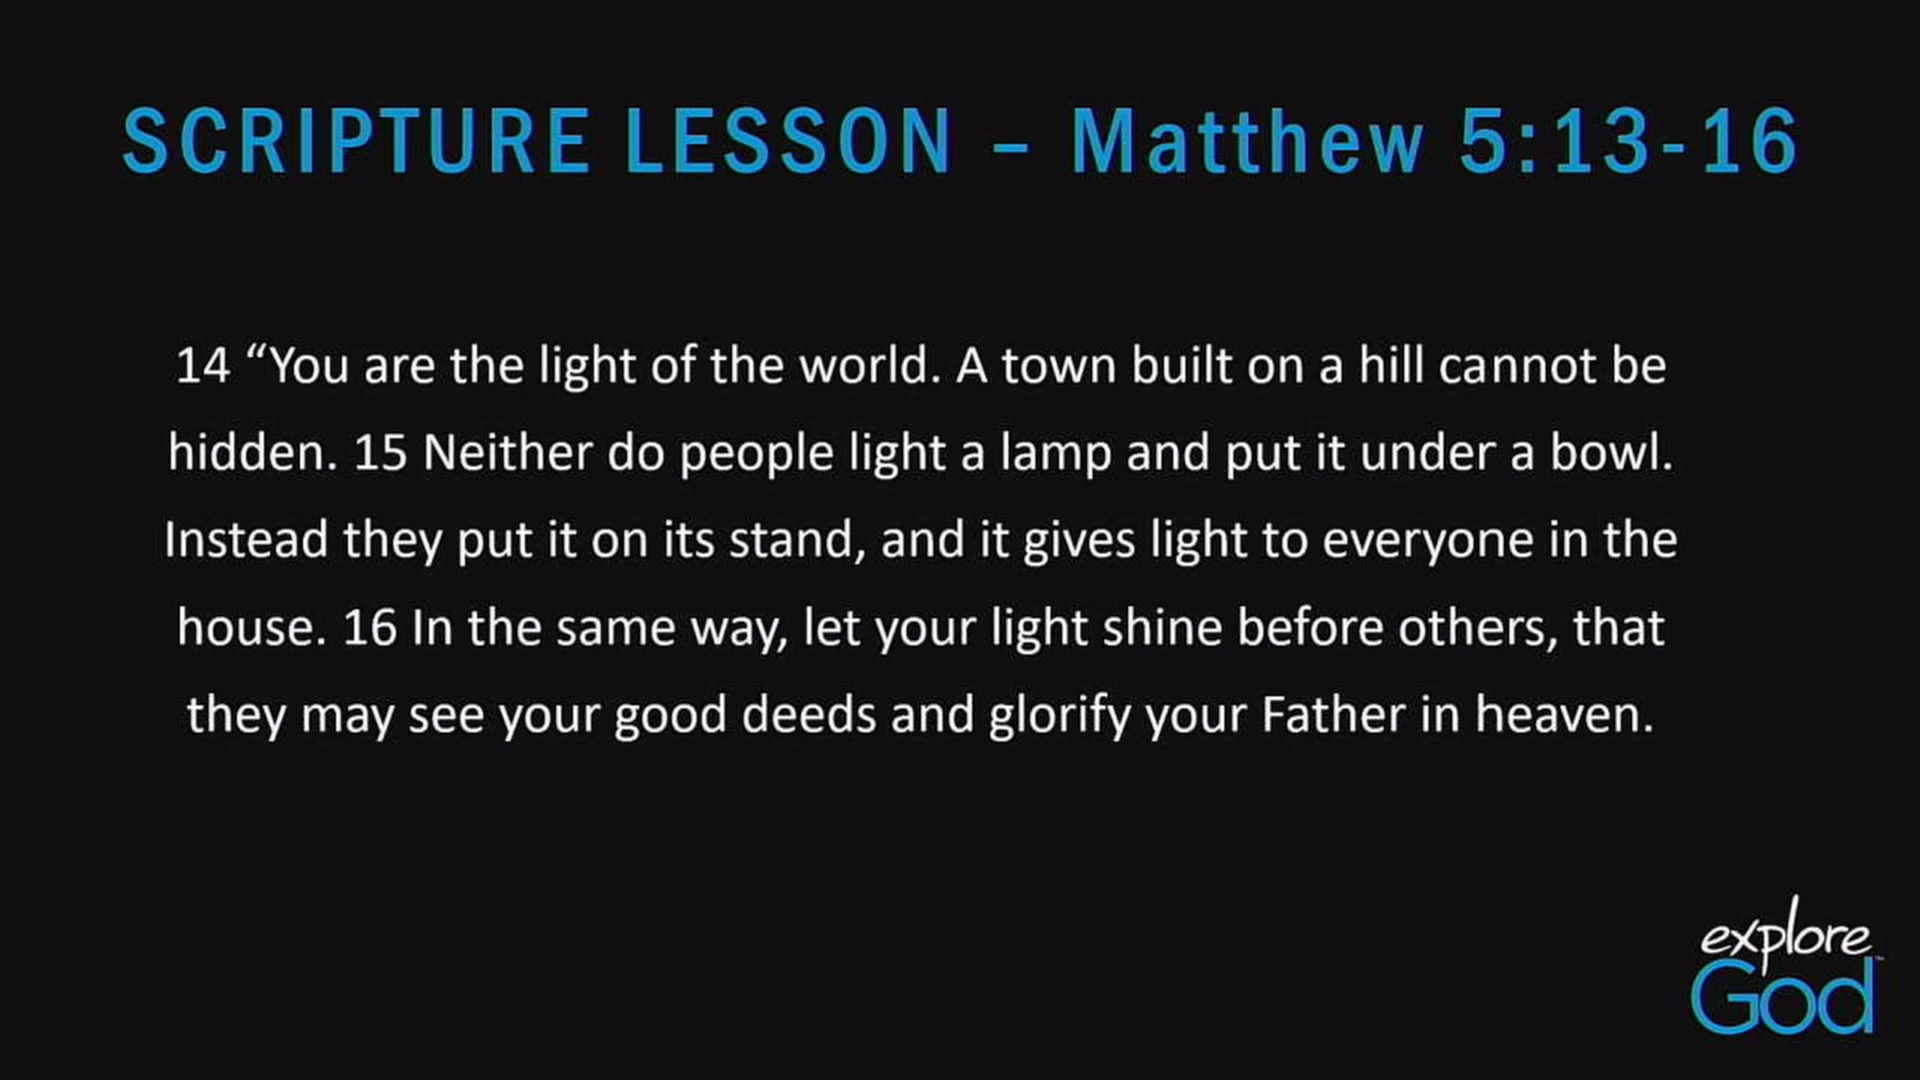 SCRIPTURE LESSON – Matthew 5:13-16
14 “You are the light of the world. A town built on a hill cannot be
hidden. 15 Neither do people light a lamp and put it under a bowl.
Instead they put it on its stand, and it gives light to everyone in the
house. 16 In the same way, let your light shine before others, that
they may see your good deeds and glorify your Father in heaven.
explore
God™